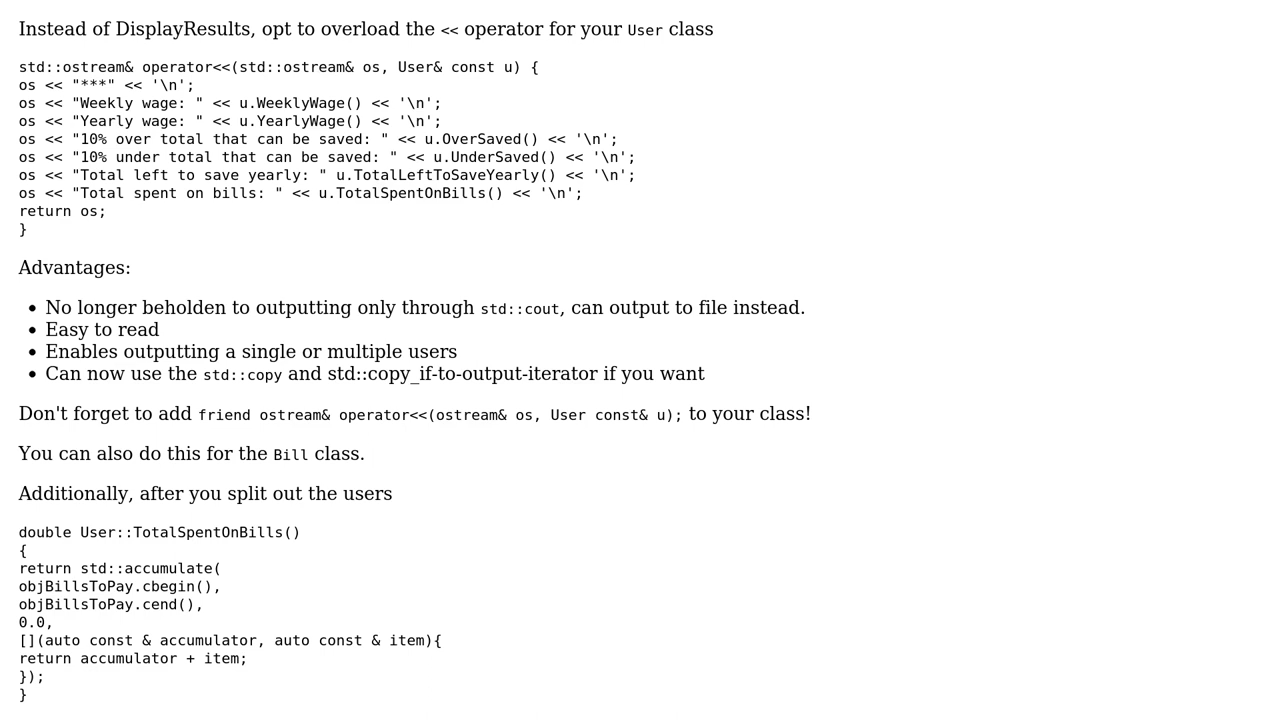 Instead of DisplayResults, opt to overload the << operator for your User class
std::ostream& operator<<(std::ostream& os, User& const u) {
os << "***" << '\n';
os << "Weekly wage: " << u.WeeklyWage() << '\n';
os << "Yearly wage: " << u.YearlyWage() << '\n';
os << "10% over total that can be saved: " << u.OverSaved() << '\n';
os << "10% under total that can be saved: " << u.UnderSaved() << '\n';
os << "Total left to save yearly: " u.TotalLeftToSaveYearly() << '\n';
os << "Total spent on bills: " << u.TotalSpentOnBills() << '\n';
return os;
}
Advantages:
• No longer beholden to outputting only through std::cout, can output to file instead.
• Easy to read
• Enables outputting a single or multiple users
• Can now use the std::copy and std::copy_if-to-output-iterator if you want
Don't forget to add friend ostream& operator<<(ostream& os, User const& u); to your class!
You can also do this for the Bill class.
Additionally, after you split out the users
double User::TotalSpentOnBills()
{
return std::accumulate(
objBillsToPay.cbegin(),
objBillsToPay.cend(),
0.0,
[](auto const & accumulator, auto const & item){
return accumulator + item;
});
}